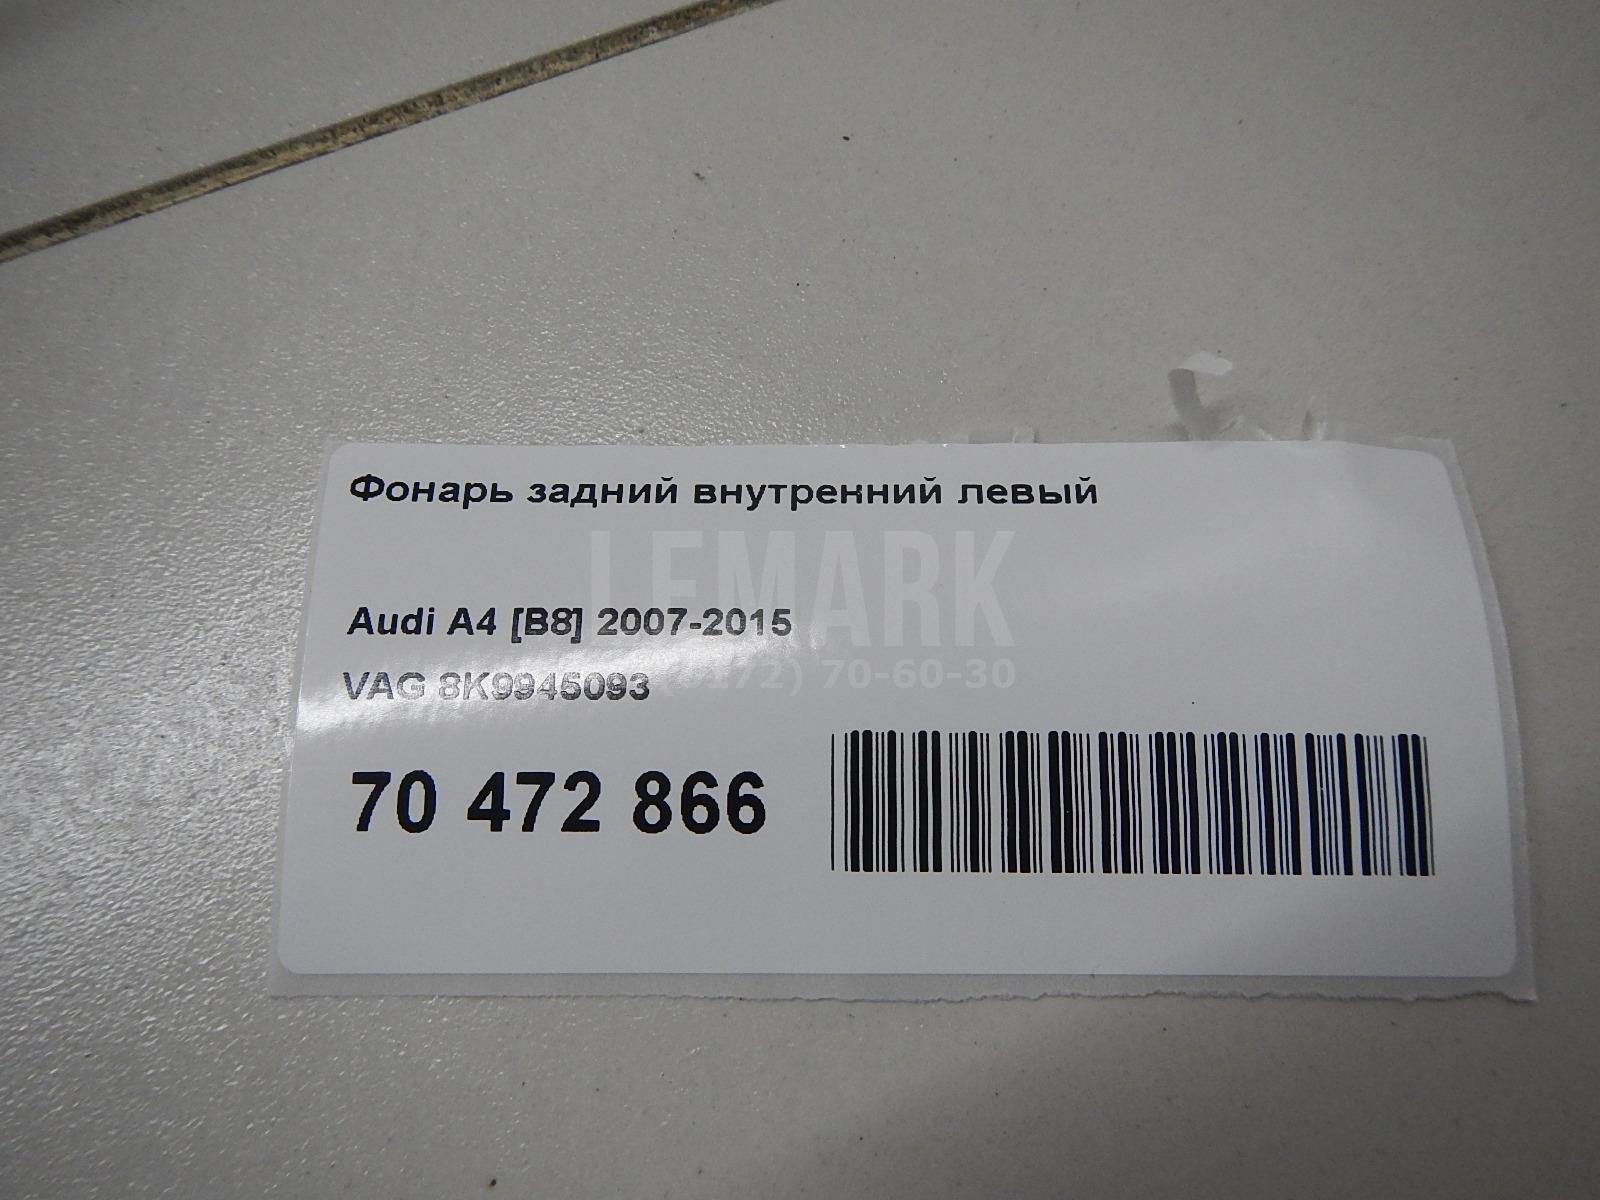 Фонарь задний внутренний левый
LEMARK
Audi A4 [B8] 2007-2015
VAG 8K9945093
70-60-30
70 472 866